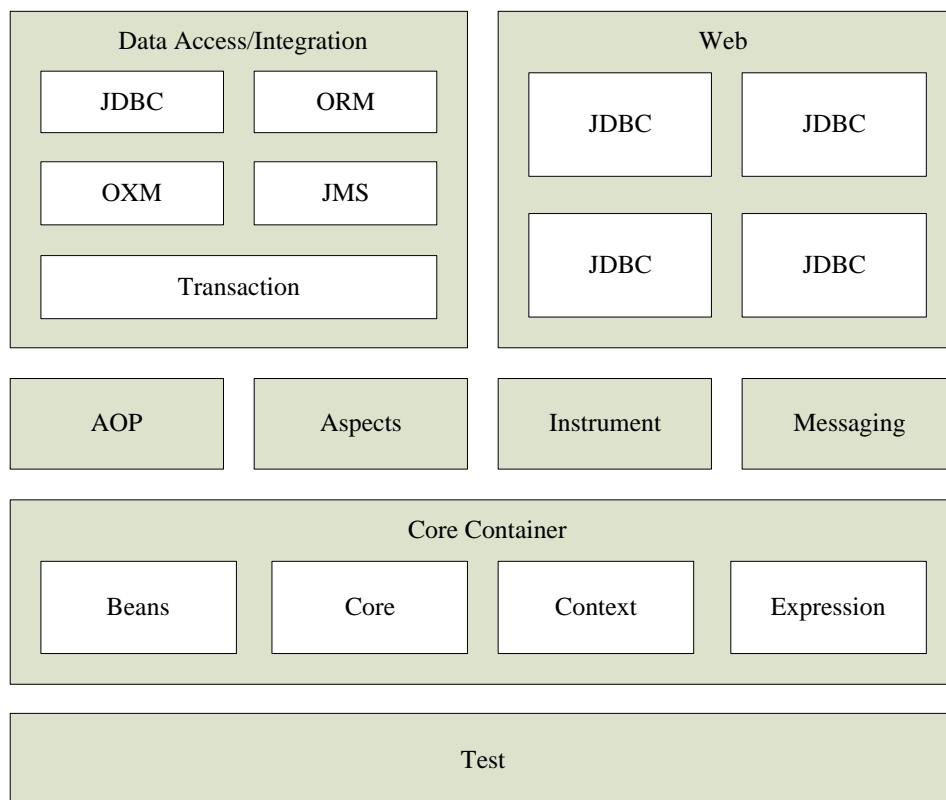 Data Access/Integration
JDBC
ORM
OXM
JMS
Transaction
Web
JDBC
JDBC
JDBC
JDBC
AOP
Aspects
Instrument
Messaging
Core Container
Beans
Core
Context
Expression
Test